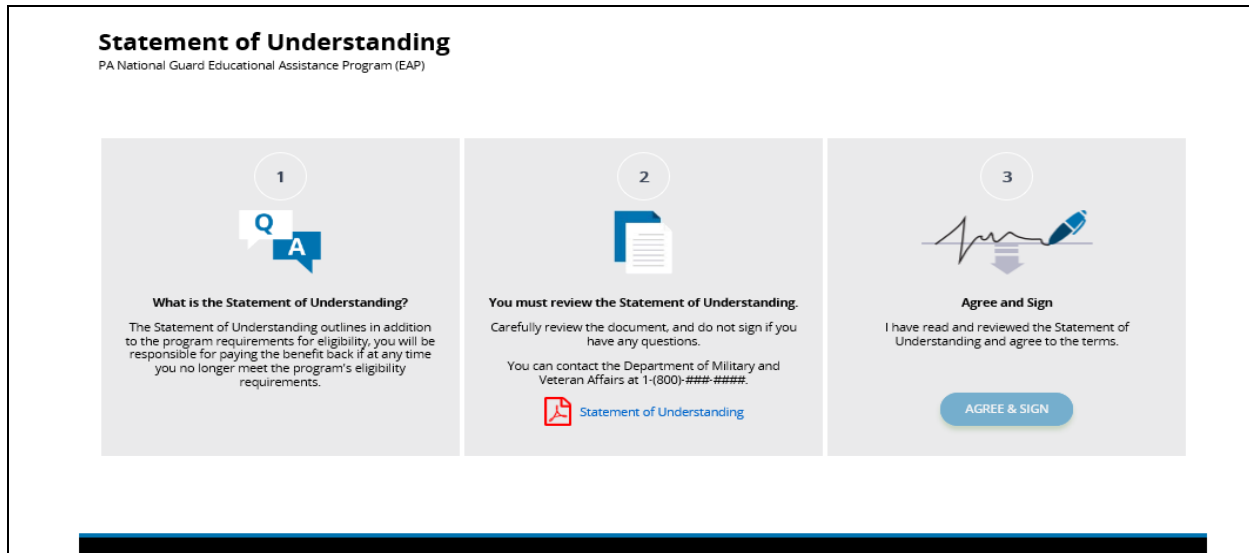 Statement of Understanding
PA National Guard Educational Assistance Program (EAP)
1
Q
A
What is the Statement of Understanding?
The Statement of Understanding outlines in addition
to the program requirements for eligibility, you will be
responsible for paying the benefit back if at any time
you no longer meet the program's eligibility
requirements.
2
You must review the Statement of Understanding.
Carefully review the document, and do not sign if you
have any questions.
You can contact the Department of Military and
Veteran Affairs at 1-(800)-###-####.
Statement of Understanding
3
Agree and Sign
I have read and reviewed the Statement of
Understanding and agree to the terms.
AGREE & SIGN